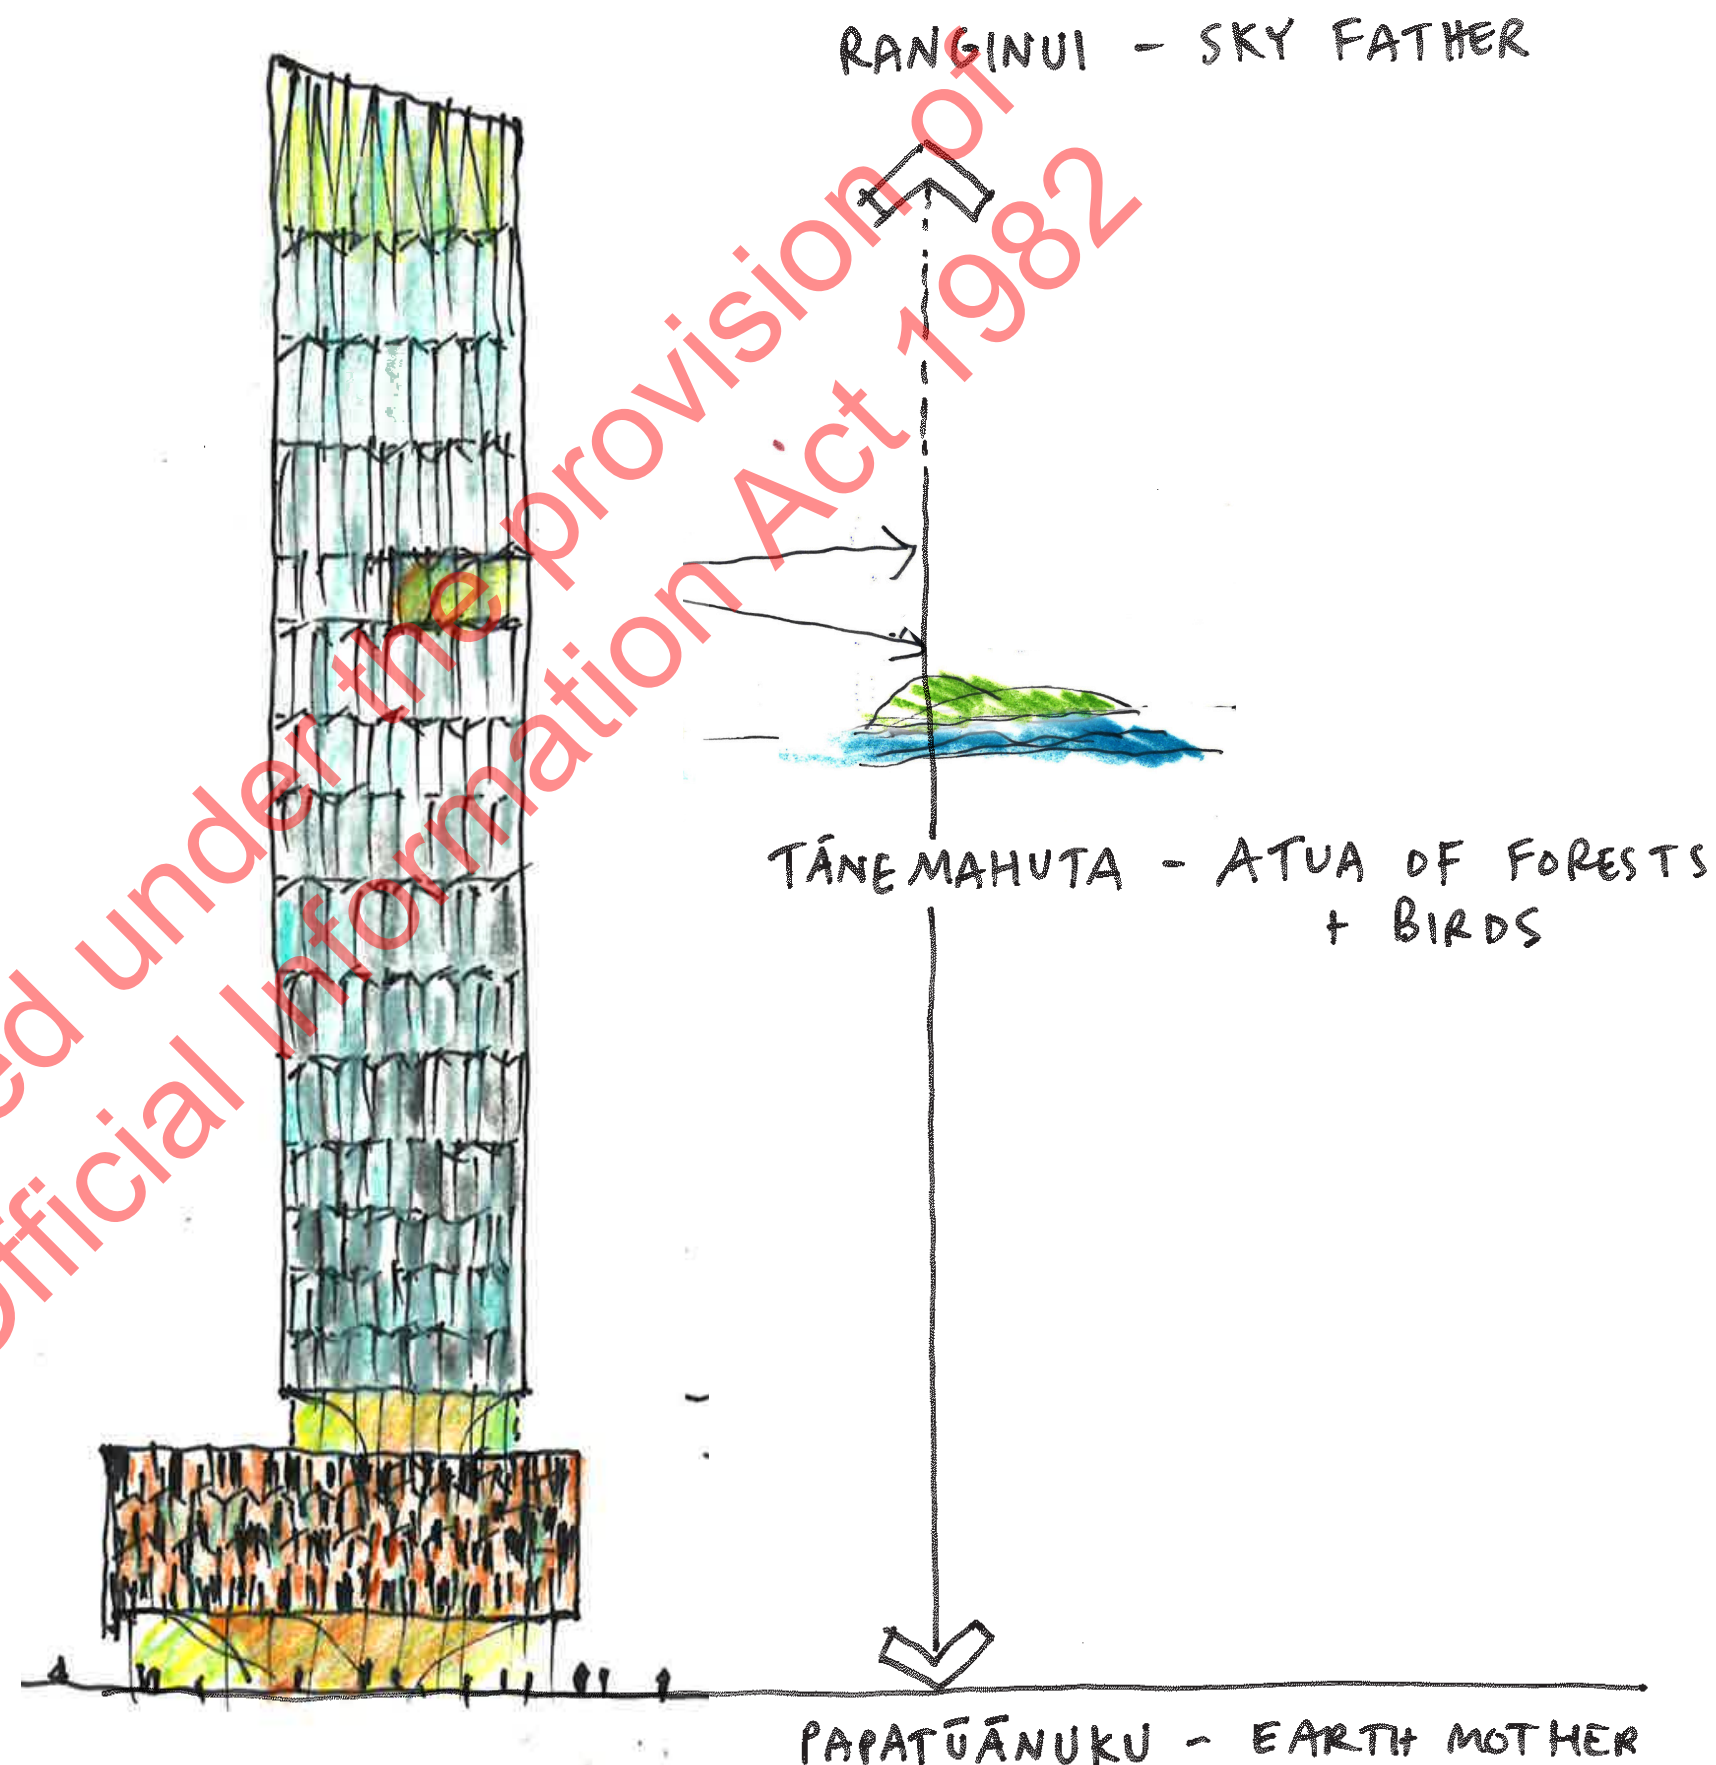 RANGINUI - SKY FATHER
TĀNE MAHUTA - ATUA OF FORESTS
+ BIRDS
PAPATŪĀNUKU - EARTH MOTHER
ed under the provision of
Official Information Act 1982